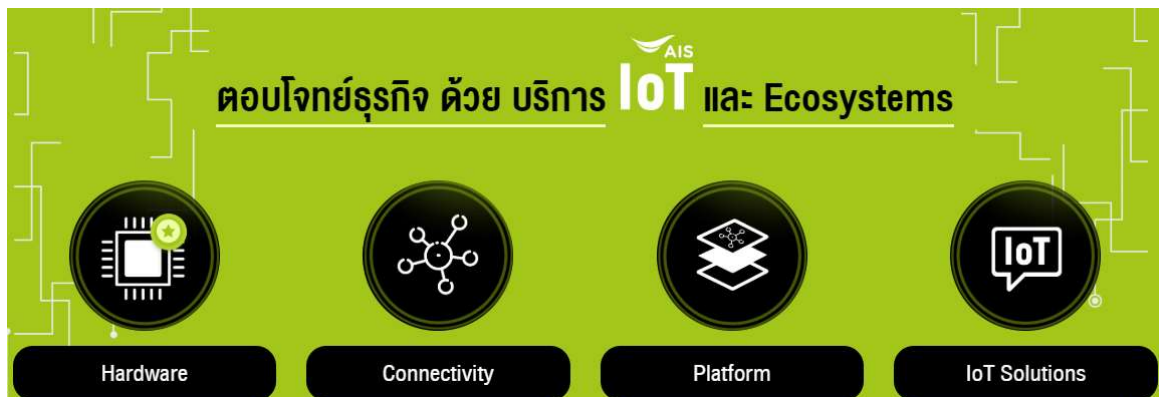 AIS
ตอบโจทย์ธุรกิจ ด้วย บริการ IoT และ Ecosystems
IoT
Hardware
Connectivity
Platform
IoT Solutions